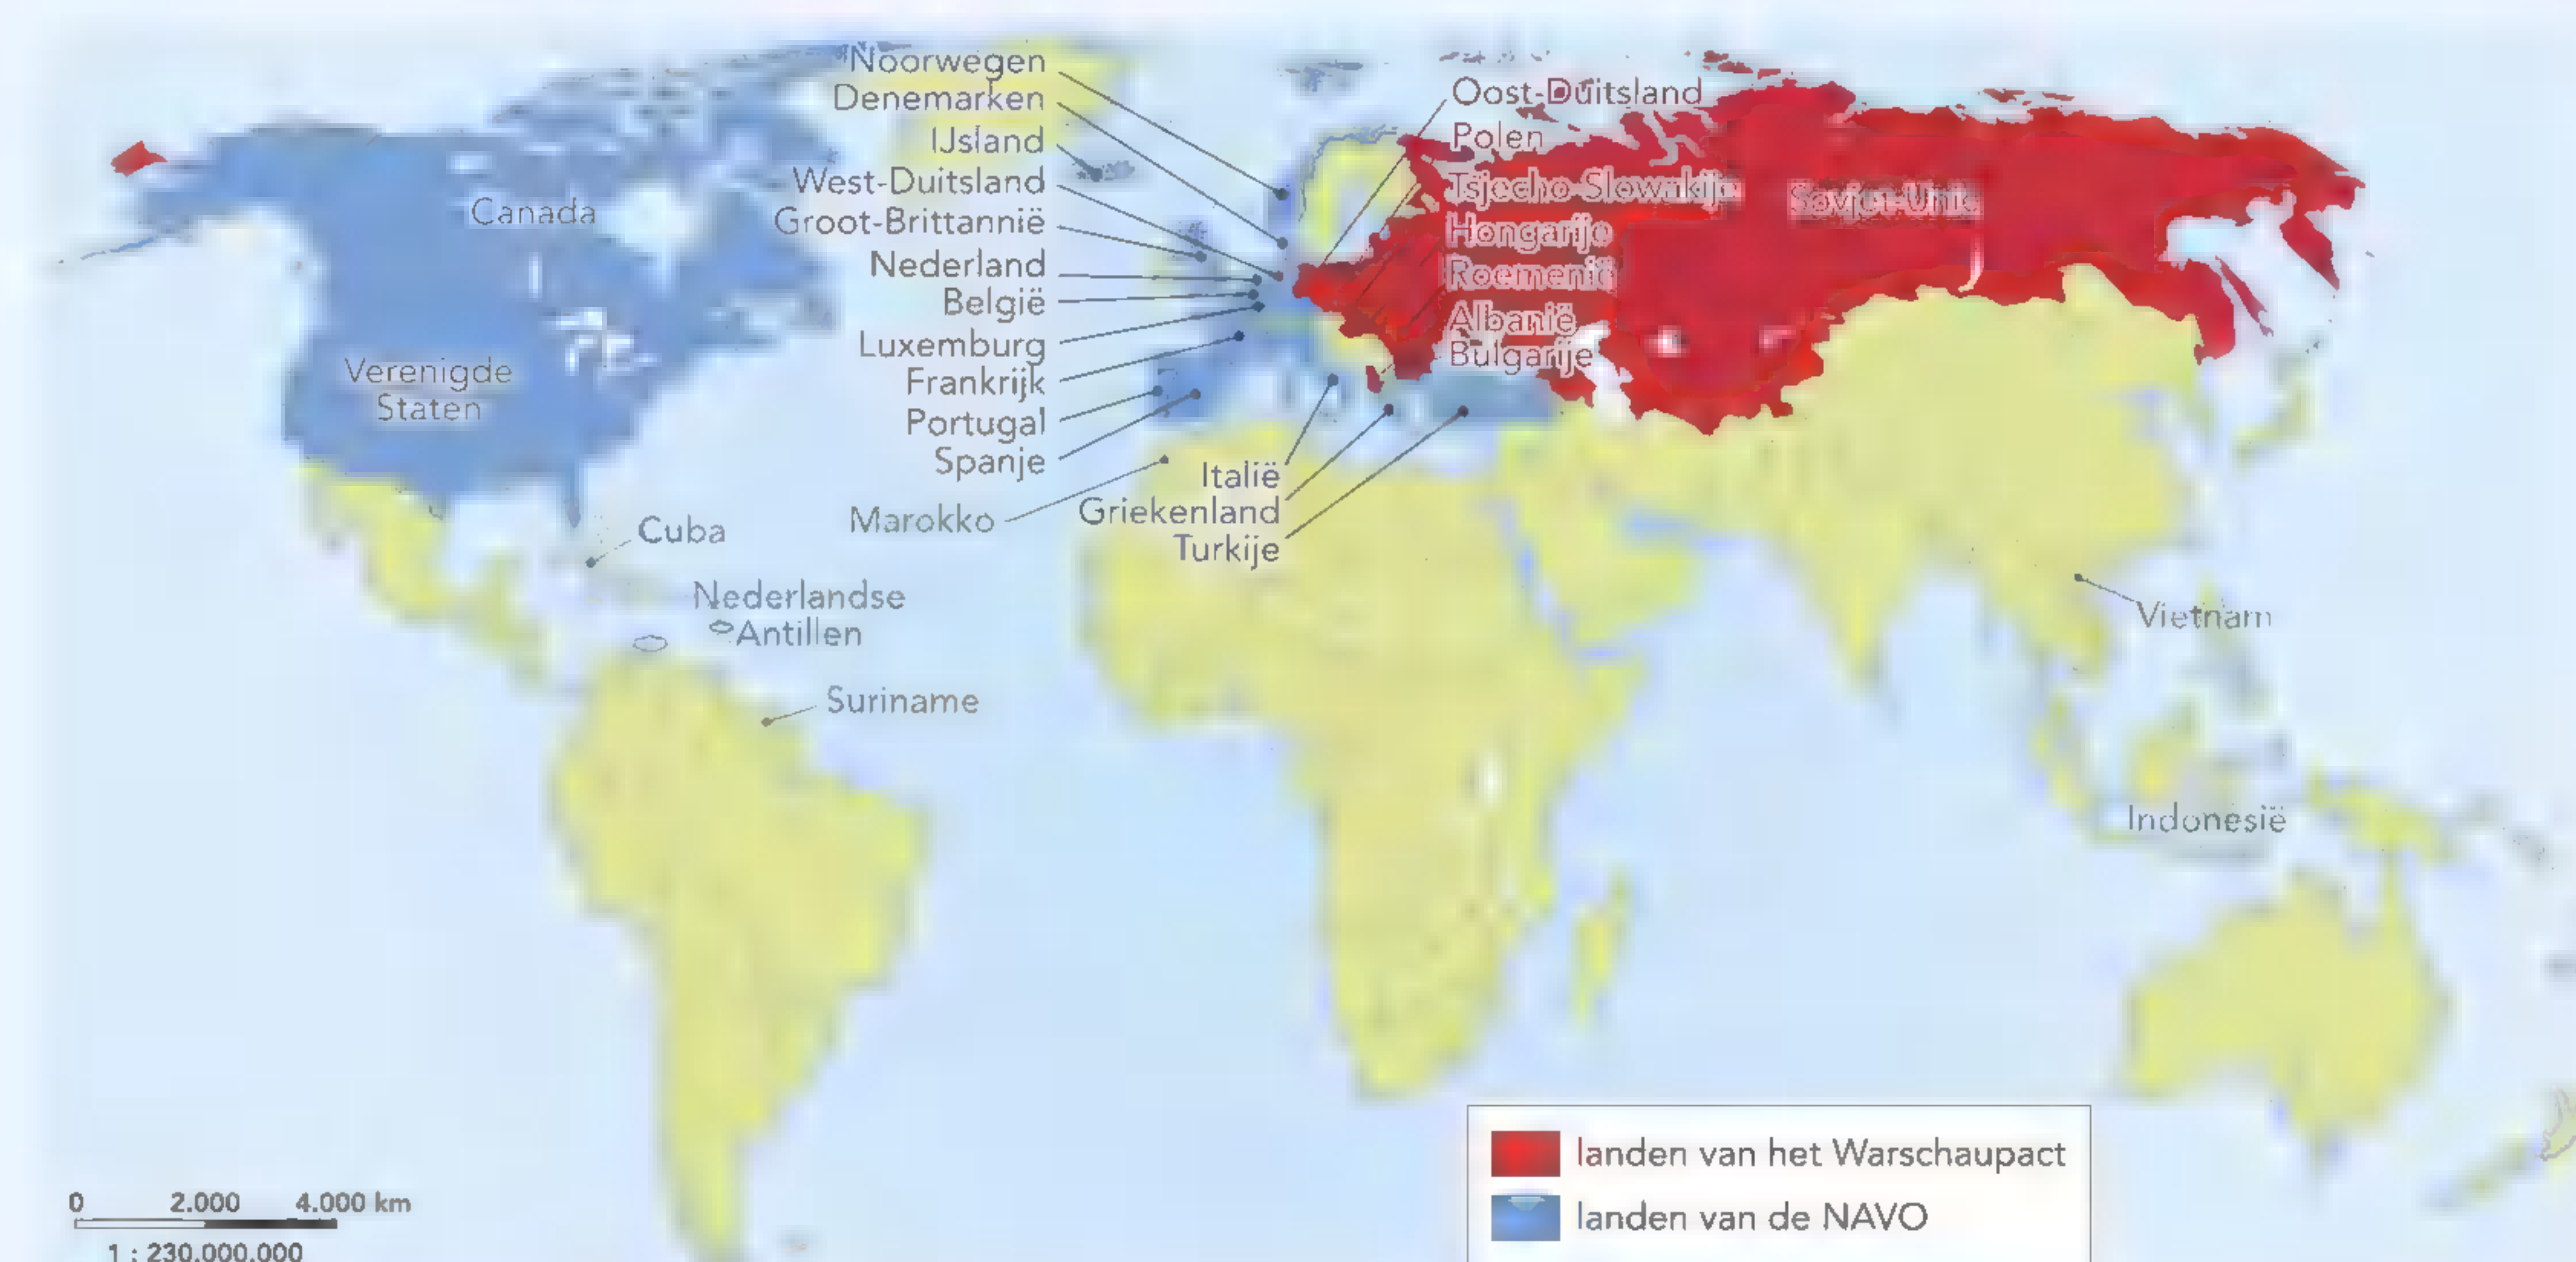 Noorwegen
Denemarken
IJsland
West-Duitsland
Groot-Brittannië
Nederland
België
Luxemburg
Frankrijk
Portugal
Spanje
Marokko
Italië
Griekenland
Turkije
Oost-Duitsland
Polen
Tsjecho-Slowakije
Hongarije
Roemenië
Albanië
Bulgarije
Sovjet-Unie
Canada
Verenigde
Staten
Cuba
Nederlandse
Antillen
Suriname
Vietnam
Indonesië
landen van het Warschaupact
landen van de NAVO
0 2.000 4.000 km
1 : 230.000.000